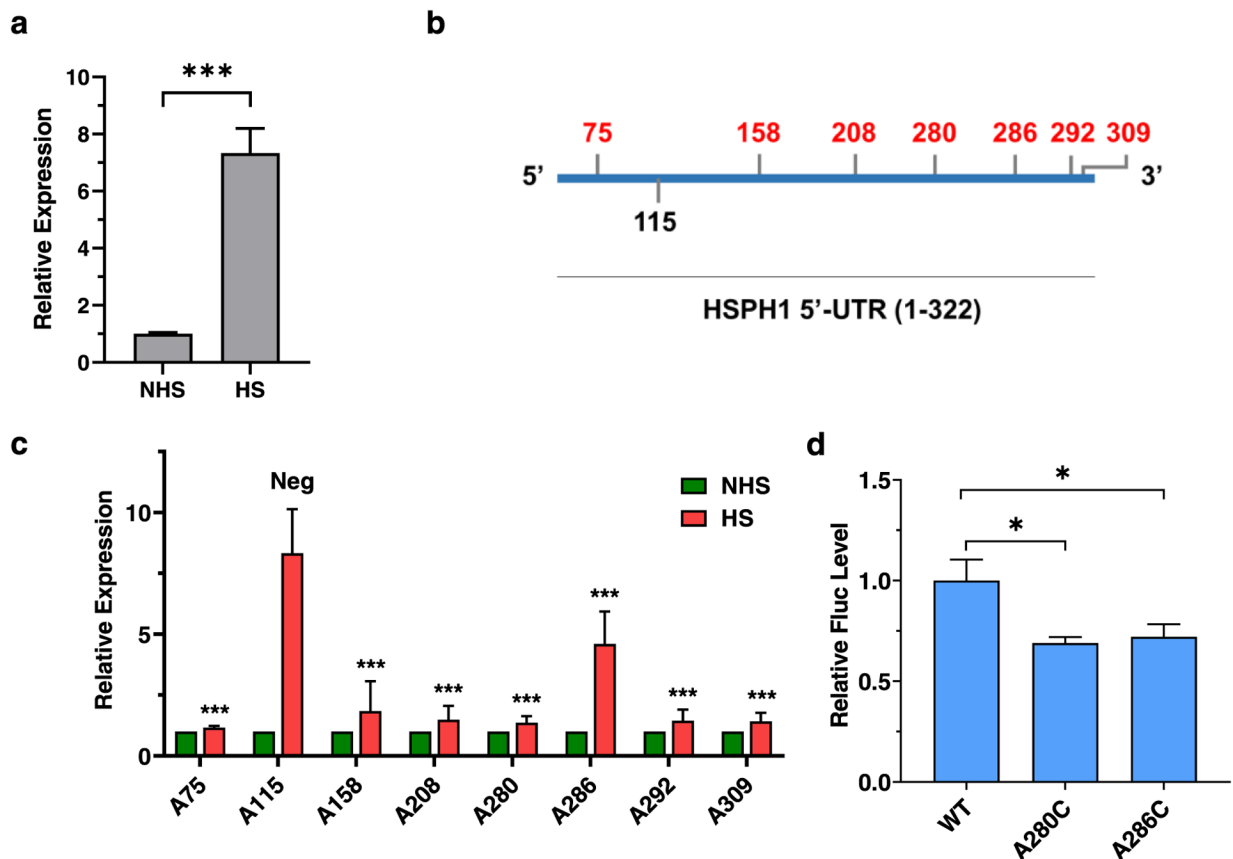 a
***
Relative Expression
10
8
6
4
2
0
NHS HS
b
75 158 208 280 286 292 309
5’ 3’
115
HSPH1 5’-UTR (1-322)
c
Relative Expression
10
5
0
Neg
NHS
HS
*** *** *** *** *** *** ***
A75 A115 A158 A208 A280 A286 A292 A309
d
Relative Fluc Level
1.5
1.0
0.5
0.0
*
*
WT A280C A286C